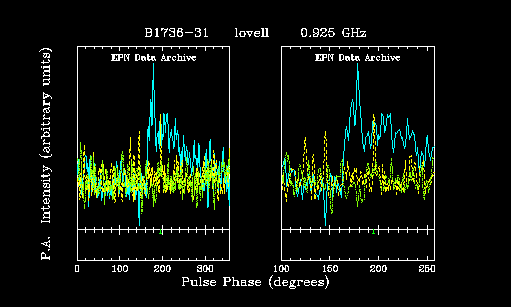 B1736-31 lovell 0.925 GHz
EPN Data Archive EPN Data Archive
P.A. Intensity (arbitrary units)
0 100 200 300 100 150 200 250
Pulse Phase (degrees)